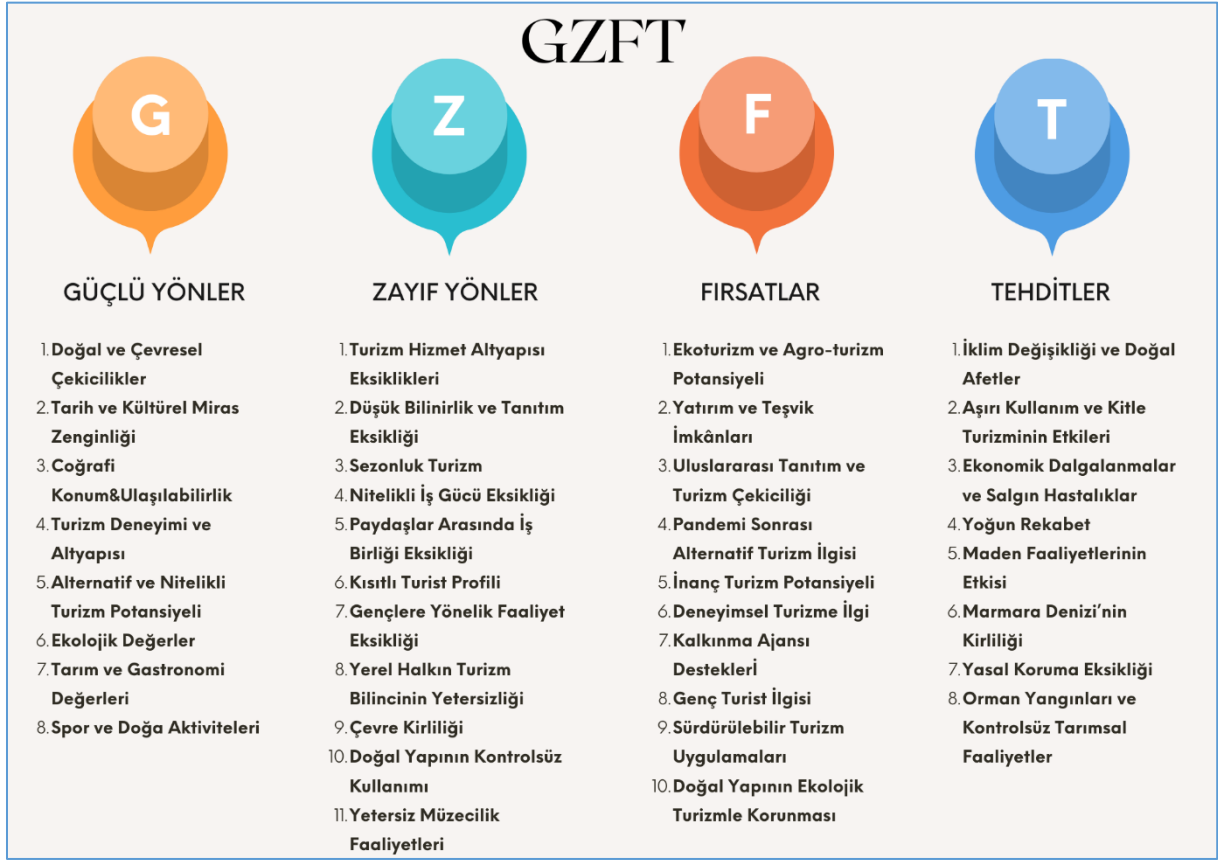 GZFT
G
GÜÇLÜ YÖNLER
1. Doğal ve Çevresel
Çekicilikler
2. Tarih ve Kültürel Miras
Zenginliği
3. Coğrafi
Konum&Ulaşılabilirlik
4. Turizm Deneyimi ve
Altyapısı
5. Alternatif ve Nitelikli
Turizm Potansiyeli
6. Ekolojik Değerler
7. Tarım ve Gastronomi
Değerleri
8. Spor ve Doğa Aktiviteleri
Z
ZAYIF YÖNLER
1. Turizm Hizmet Altyapısı
Eksiklikleri
2. Düşük Bilinirlik ve Tanıtım
Eksikliği
3. Sezonluk Turizm
4. Nitelikli İş Gücü Eksikliği
5. Paydaşlar Arasında İş
Birliği Eksikliği
6. Kısıtlı Turist Profili
7. Gençlere Yönelik Faaliyet
Eksikliği
8. Yerel Halkın Turizm
Bilincinin Yetersizliği
9. Çevre Kirliliği
10. Doğal Yapının Kontrolsüz
Kullanımı
11. Yetersiz Müzecilik
Faaliyetleri
F
FIRSATLAR
1. Ekoturizm ve Agro-turizm
Potansiyeli
2. Yatırım ve Teşvik
İmkânları
3. Uluslararası Tanıtım ve
Turizm Çekiciliği
4. Pandemi Sonrası
Alternatif Turizm İlgisi
5. İnanç Turizm Potansiyeli
6. Deneyimsel Turizme İlgi
7. Kalkınma Ajansı
Desteklerİ
8. Genç Turist İlgisi
9. Sürdürülebilir Turizm
Uygulamaları
10. Doğal Yapının Ekolojik
Turizmle Korunması
T
TEHDİTLER
1. İklim Değişikliği ve Doğal
Afetler
2. Aşırı Kullanım ve Kitle
Turizminin Etkileri
3. Ekonomik Dalgalanmalar
ve Salgın Hastalıklar
4. Yoğun Rekabet
5. Maden Faaliyetlerinin
Etkisi
6. Marmara Denizi’nin
Kirliliği
7. Yasal Koruma Eksikliği
8. Orman Yangınları ve
Kontrolsüz Tarımsal
Faaliyetler